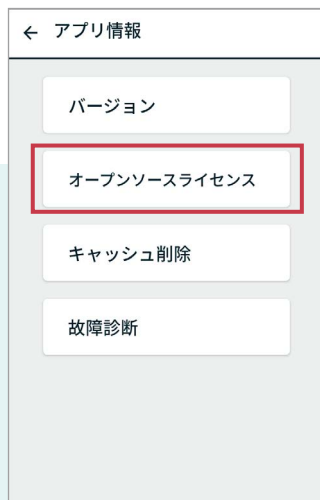 ← アプリ情報
バージョン
オープンソースライセンス
キャッシュ削除
故障診断